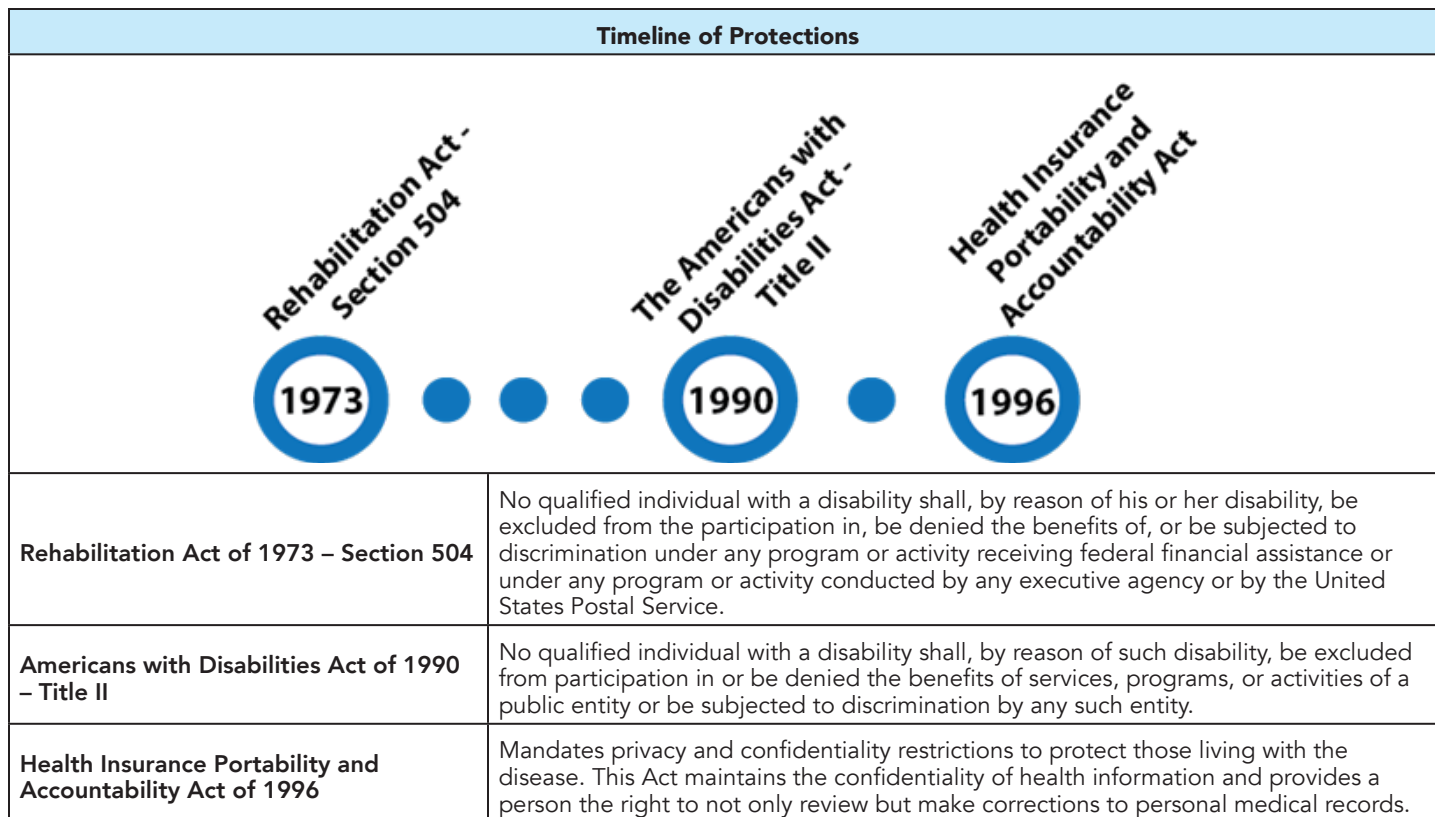 Timeline of Protections
Rehabilitation Act -
Section 504
The Americans with
Disabilities Act -
Title II
Health Insurance
Portability and
Accountability Act
1973
1990
1996
Rehabilitation Act of 1973 – Section 504
No qualified individual with a disability shall, by reason of his or her disability, be
excluded from the participation in, be denied the benefits of, or be subjected to
discrimination under any program or activity receiving federal financial assistance or
under any program or activity conducted by any executive agency or by the United
States Postal Service.
Americans with Disabilities Act of 1990
– Title II
No qualified individual with a disability shall, by reason of such disability, be excluded
from participation in or be denied the benefits of services, programs, or activities of a
public entity or be subjected to discrimination by any such entity.
Health Insurance Portability and
Accountability Act of 1996
Mandates privacy and confidentiality restrictions to protect those living with the
disease. This Act maintains the confidentiality of health information and provides a
person the right to not only review but make corrections to personal medical records.